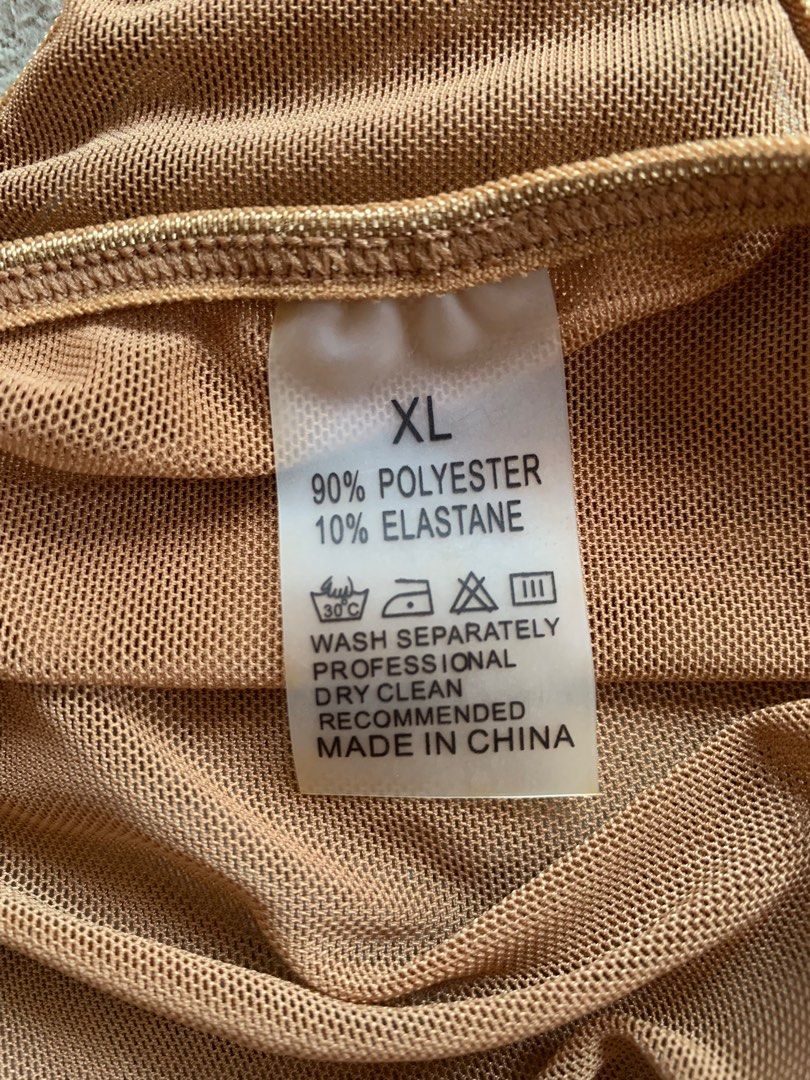 XL
90% POLYESTER
10% ELASTANE
30°C
WASH SEPARATELY
PROFESSIONAL
DRY CLEAN
RECOMMENDED
MADE IN CHINA